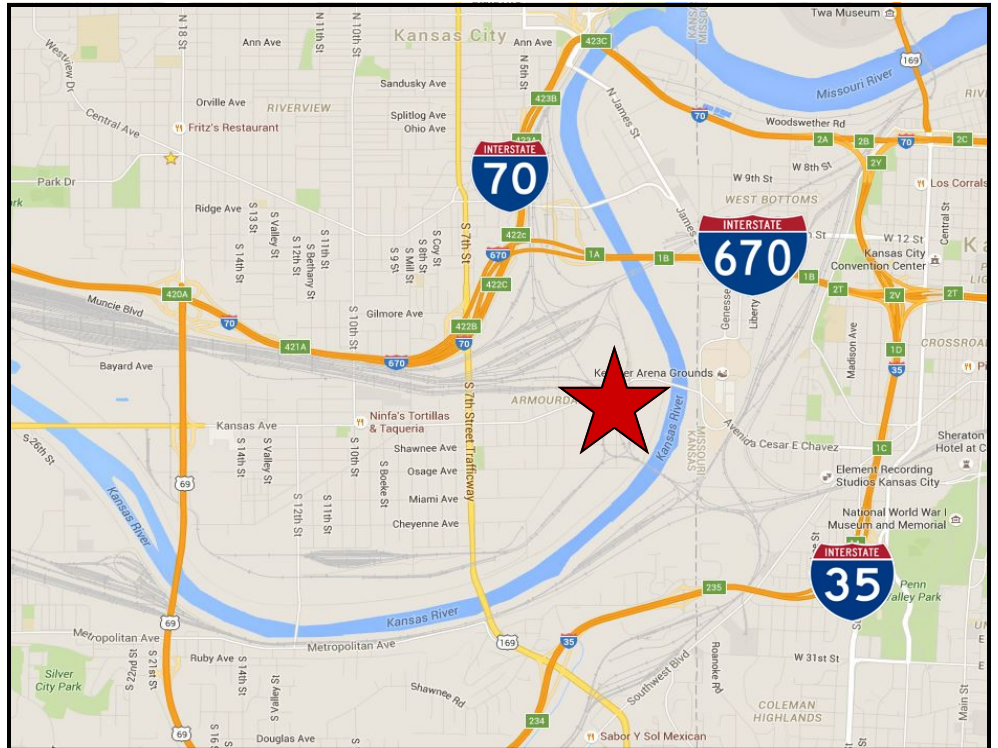 Twa Museum
N 18 St
N 11th St
N 10th St
Kansas City
Ann Ave
Ann Ave
N 5th St
423C
KANSAS
MISSOURI
169
Westview Dr
Sandusky Ave
Missouri River
Orville Ave
RIVERVIEW
Splitlog Ave
Ohio Ave
423B
N James St
70
Woodswether Rd
Central Ave
Fritz's Restaurant
423A
2A
2B
70
2C
INTERSTATE
70
2Y
W 8th St
W 9th St
Los Corrals
Park Dr
WEST BOTTOMS
Ridge Ave
S 13th St
S Valley St
S 14th St
S 12th St
S Bethany St
S 11th St
S 9 St
S Mill St
S 8th St
S Coy St
S 7th St
422c
670
1A
1B
INTERSTATE
670
W 12 St
Central St
Kansas City
Convention Center
420A
422C
1B
2T
2V
2T
Muncie Blvd
70
Gilmore Ave
S 10th St
422B
70
Genesse
Liberty
421A
670
Madison Ave
1D
CROSSROA
35
Bayard Ave
Arena Grounds
S 7th Street Trafficway
Ninfa's Tortillas
& Taqueria
Kansas Ave
Kansas River
KANSAS
MISSOURI
Avenida Cesar E Chavez
S 26th St
S 14th St
S Valley St
S 10th St
Shawnee Ave
1C
Sheraton
Hotel at C
Osage Ave
S Boeke St
Element Recording
Studios Kansas City
69
Kansas River
S 12th St
S 11th St
Miami Ave
Cheyenne Ave
National World War I
Museum and Memorial
INTERSTATE
35
235
Penn
Valley Park
69
Kansas River
Metropolitan Ave
Metropolitan Ave
169
35
Ruby Ave
S 22nd St
S 21st St
S 14th St
S Valley St
Roanoke Rd
W 31st St
Silver
City Park
Shawnee Rd
Southwest Blvd
Main St
COLEMAN
HIGHLANDS
69
S 16
Douglas Ave
234
Sabor Y Sol Mexican